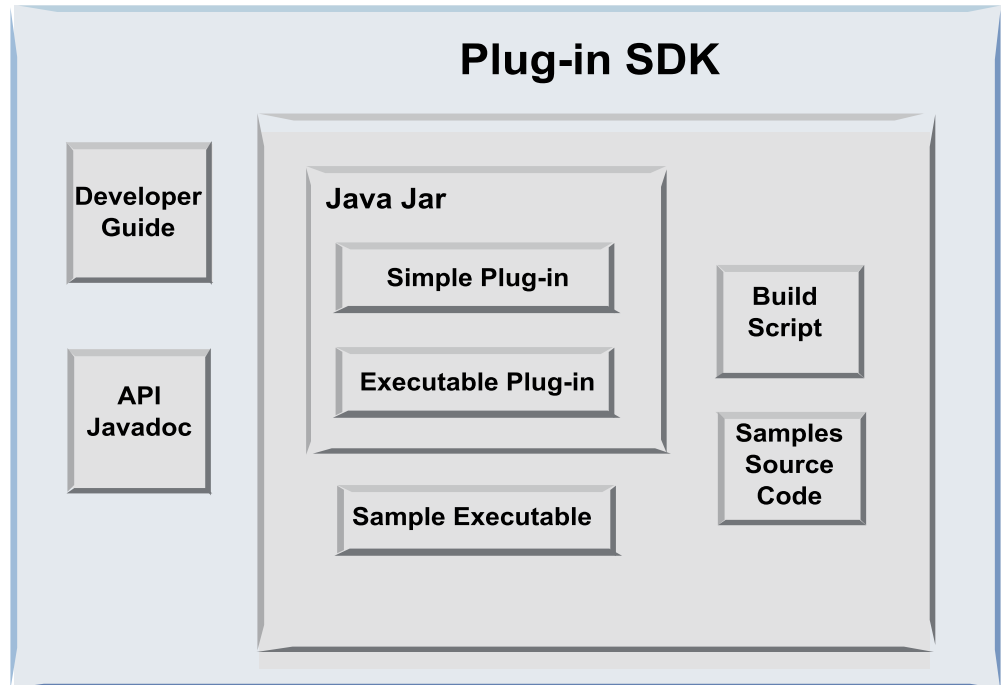 Plug-in SDK
Developer
Guide
API
Javadoc
Java Jar
Simple Plug-in
Executable Plug-in
Sample Executable
Build
Script
Samples
Source
Code